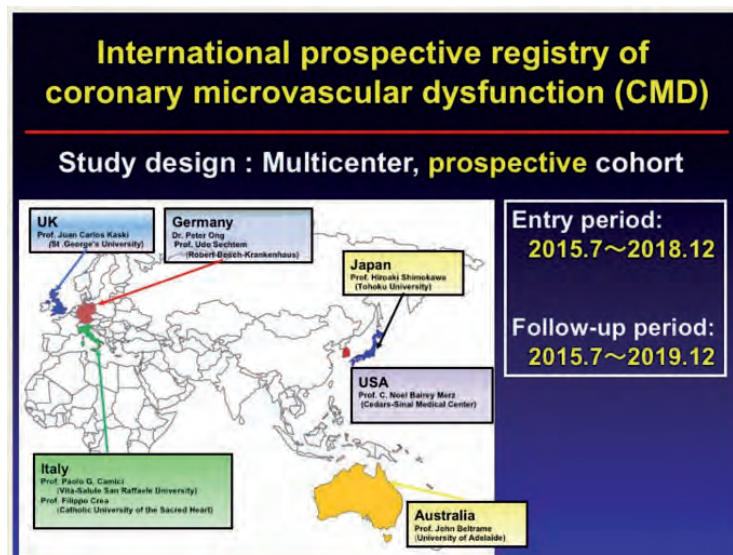 International prospective registry of
coronary microvascular dysfunction (CMD)
Study design : Multicenter, prospective cohort
UK
Prof. Juan Carlos Kaski
(St .George's University)
Germany
Dr. Peter Ong
Prof. Udo Sechtem
(Robert-Bosch-Krankenhaus)
Japan
Prof. Hiroaki Shimokawa
(Tohoku University)
USA
Prof. C. Noel Bairey Merz
(Cedars-Sinai Medical Center)
Italy
Prof. Paolo G. Camici
(Vita-Salute San Raffaele University)
Prof. Filippo Crea
(Catholic University of the Sacred Heart)
Australia
Prof. John Beltrame
(University of Adelaide)
Entry period:
2015.7～2018.12
Follow-up period:
2015.7～2019.12